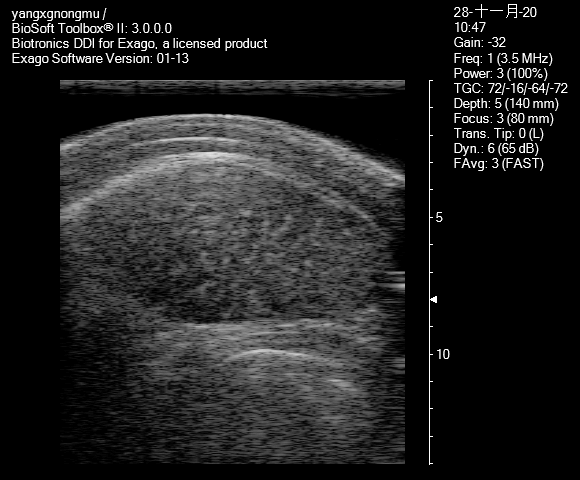 yangxgnongmu /
BioSoft Toolbox® II: 3.0.0.0
Biotronics DDI for Exago, a licensed product
Exago Software Version: 01-13
28-十一月-20
10:47
Gain: -32
Freq: 1 (3.5 MHz)
Power: 3 (100%)
TGC: 72/-16/-64/-72
Depth: 5 (140 mm)
Focus: 3 (80 mm)
Trans. Tip: 0 (L)
Dyn.: 6 (65 dB)
FAvg: 3 (FAST)
5
10